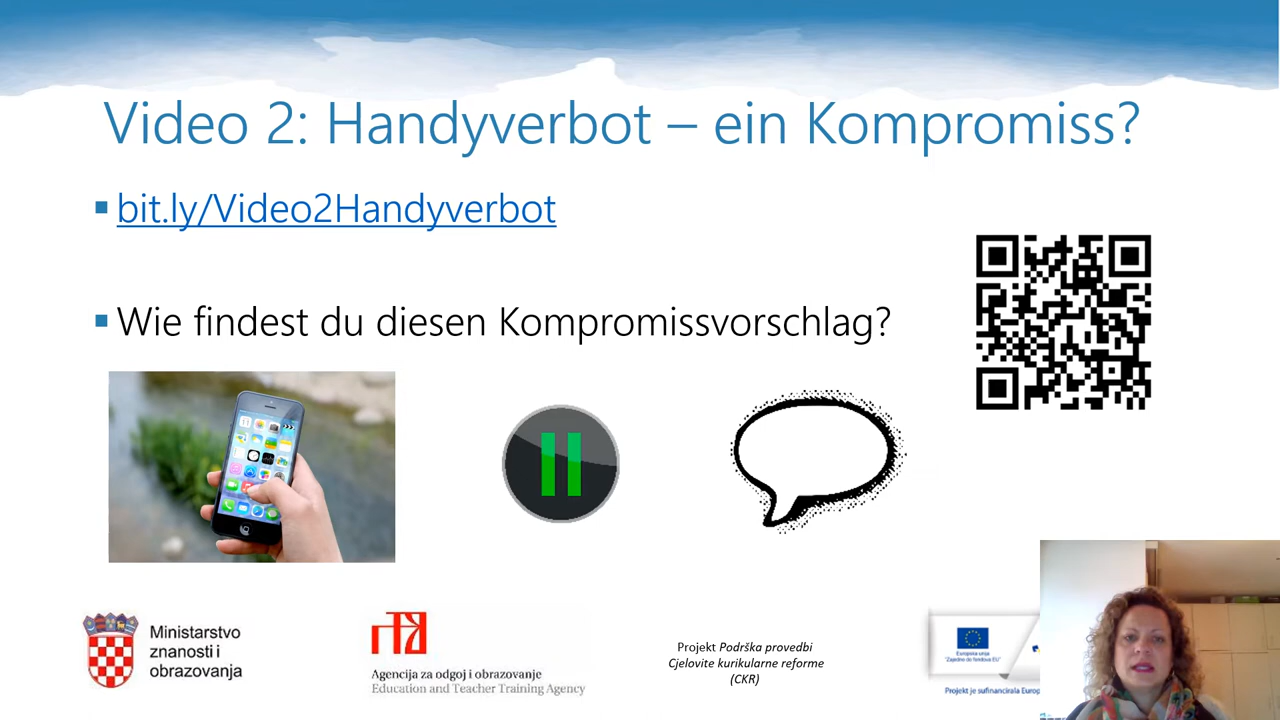 Video 2: Handyverbot – ein Kompromiss?
bit.ly/Video2Handyverbot
Wie findest du diesen Kompromissvorschlag?
Ministarstvo
znanosti i
obrazovanja
Agencija za odgoj i obrazovanje
Education and Teacher Training Agency
Projekt Podrška provedbi
Cjelovite kurikularne reforme
(CKR)
Europska unija
"Zajedno do fondova EU"
Projekt je sufinancirala Europ